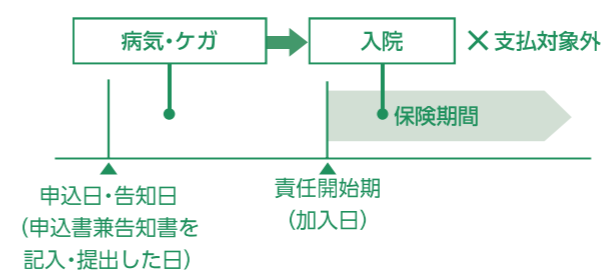 病気・ケガ
入院
×支払対象外
保険期間
申込日・告知日
(申込書兼告知書を
記入・提出した日)
責任開始期
(加入日)